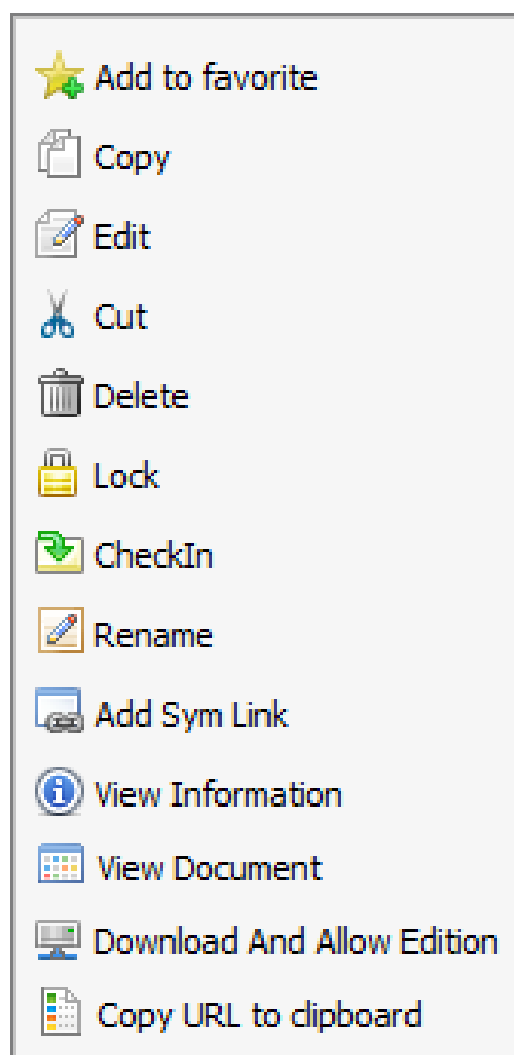 Add to favorite
Copy
Edit
Cut
Delete
Lock
CheckIn
Rename
Add Sym Link
View Information
View Document
Download And Allow Edition
Copy URL to clipboard